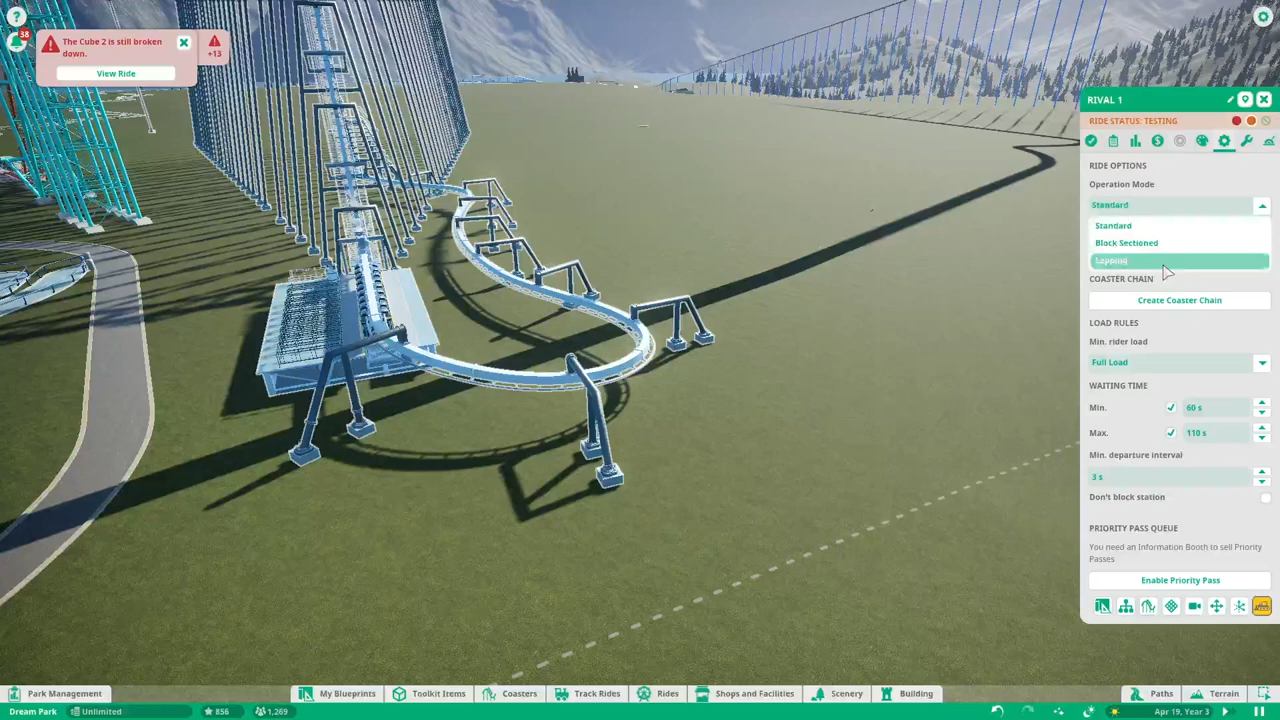 ?
38
The Cube 2 is still broken
down.
+13
View Ride
RIVAL 1
RIDE STATUS: TESTING
RIDE OPTIONS
Operation Mode
Standard
Standard
Block Sectioned
Lapping
COASTER CHAIN
Create Coaster Chain
LOAD RULES
Min. rider load
Full Load
WAITING TIME
Min. 60 s
Max. 110 s
Min. departure interval
3 s
Don't block station
PRIORITY PASS QUEUE
You need an Information Booth to sell Priority
Passes
Enable Priority Pass
Park Management My Blueprints Toolkit Items Coasters Track Rides Rides Shops and Facilities Scenery Building Paths Terrain
Dream Park Unlimited 856 1,269 Apr 19, Year 3